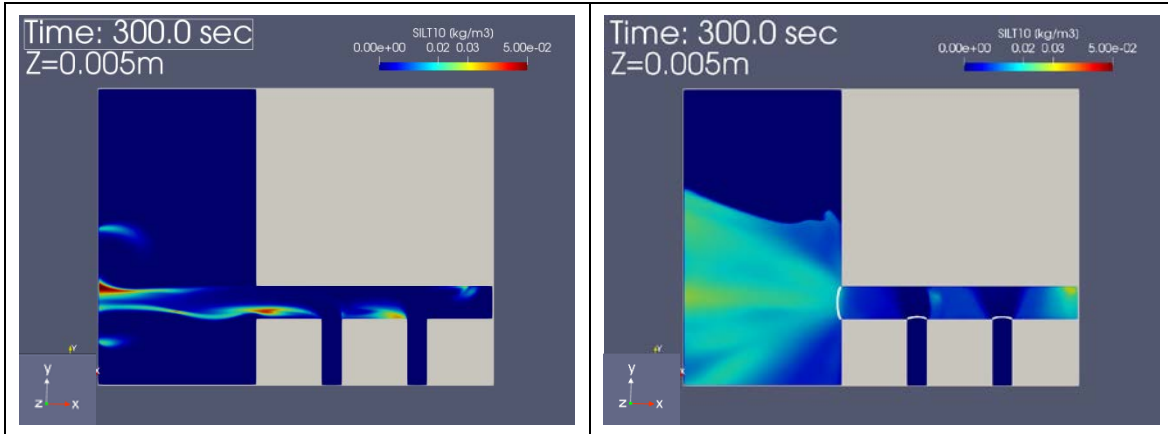 Time: 300.0 sec
Z=0.005m
SILT10 (kg/m3)
0.00e+00 0.02 0.03 5.00e-02
Y
X
y
z x
Time: 300.0 sec
Z=0.005m
SILT10 (kg/m3)
0.00e+00 0.02 0.03 5.00e-02
Y
y
z x